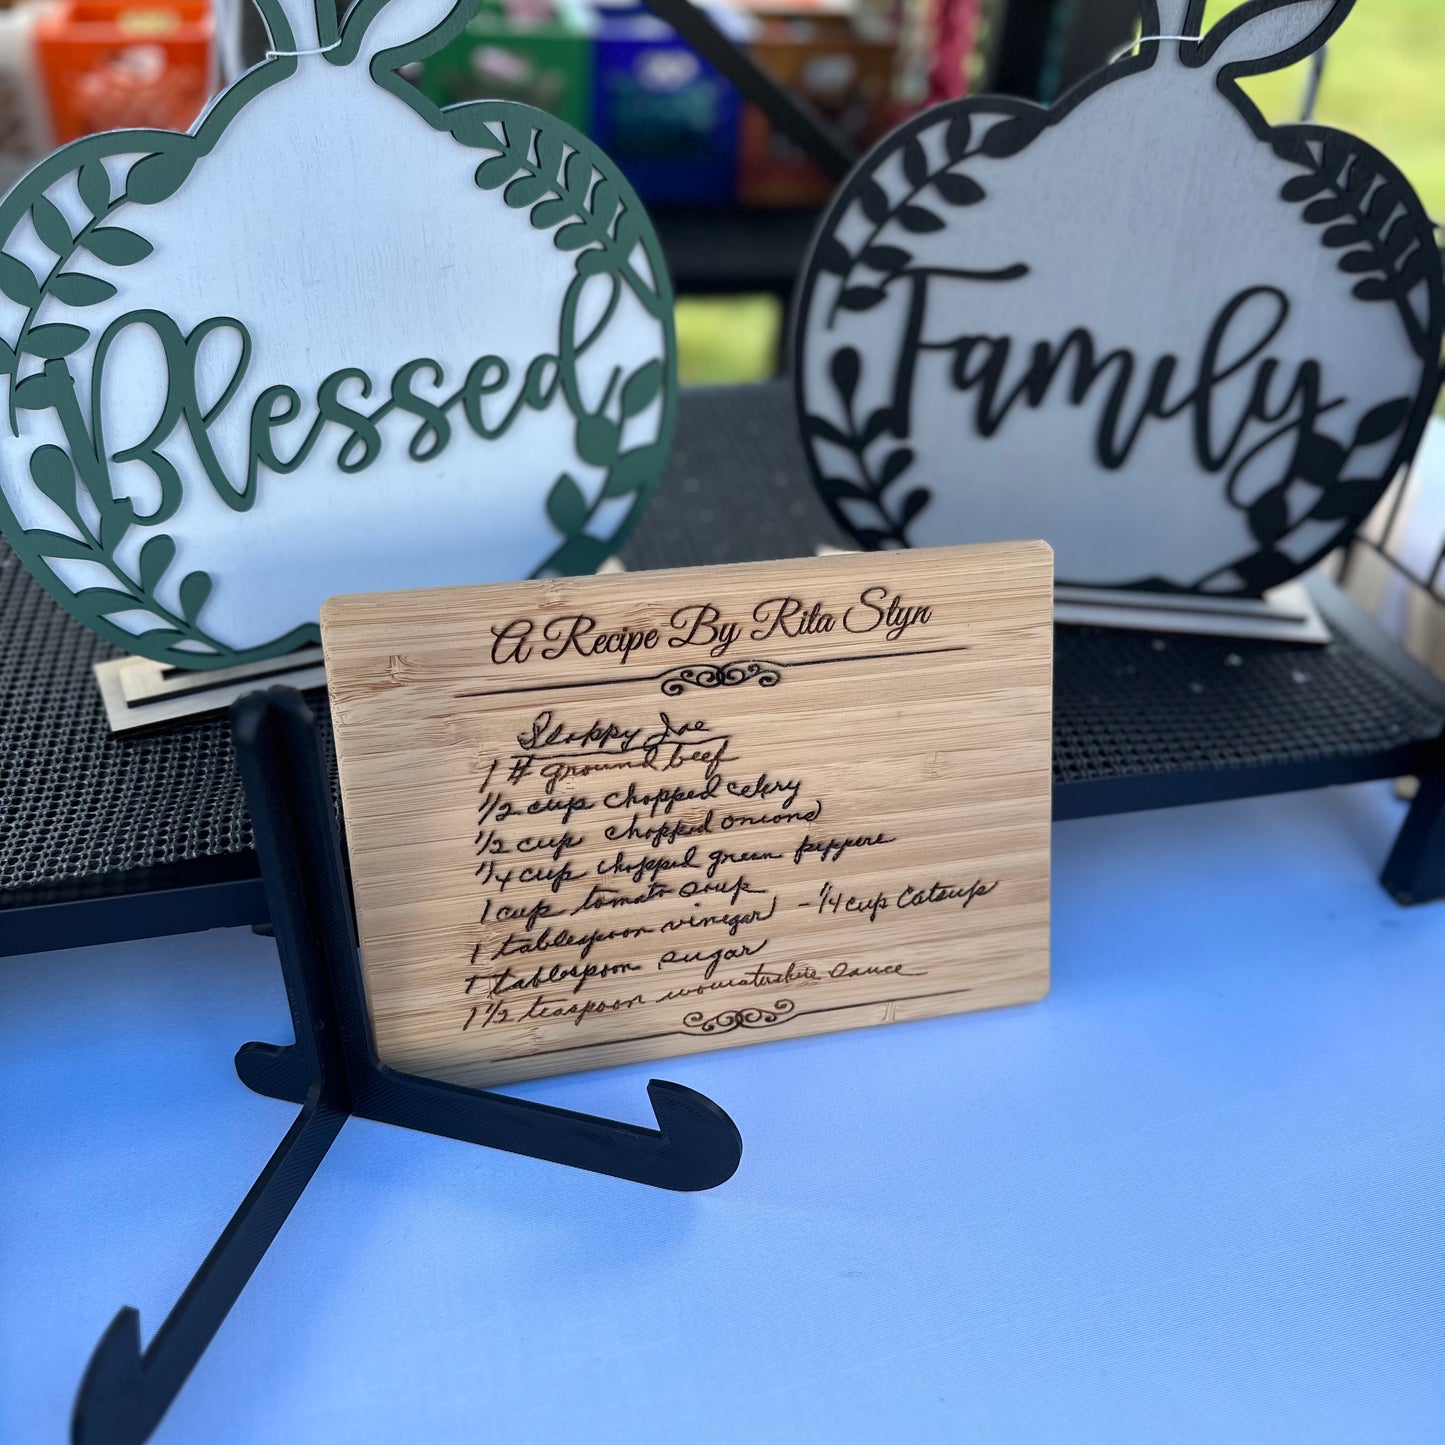 Blessed
Family
A Recipe By Rita Styn
Sloppy Joe
1 # ground beef
1/2 cup chopped celery
1/2 cup chopped onions
1/4 cup chopped green peppers
1 cup tomato soup
1 tablespoon vinegar - 1/4 cup Catsup
1 tablespoon sugar
1 1/2 teaspoon worcestershire sauce